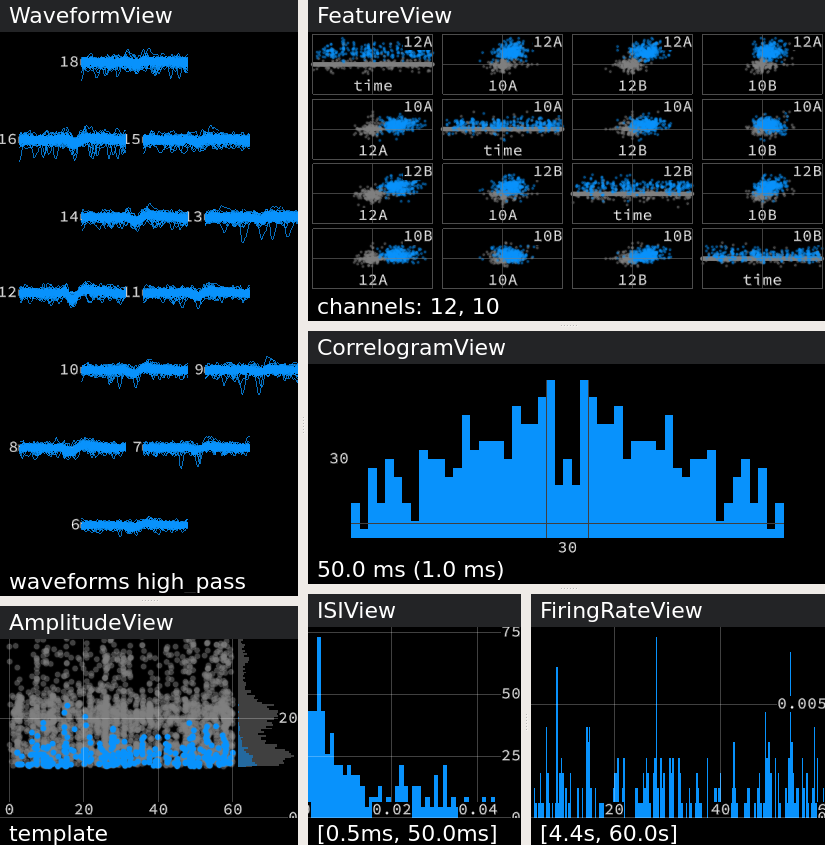 WaveformView
18
16 15
14 13
12 11
10 9
8 7
6
waveforms high_pass
FeatureView
12A 12A 12A 12A
time 10A 12B 10B
10A 10A 10A 10A
12A time 12B 10B
12B 12B 12B 12B
12A 10A time 10B
10B 10B 10B 10B
12A 10A 12B time
channels: 12, 10
CorrelogramView
30
30
50.0 ms (1.0 ms)
AmplitudeView
20
0 20 40 60 0
template
ISIView
75
50
25
0.02 0.04 0
[0.5ms, 50.0ms]
FiringRateView
0.005
20 40
[4.4s, 60.0s]